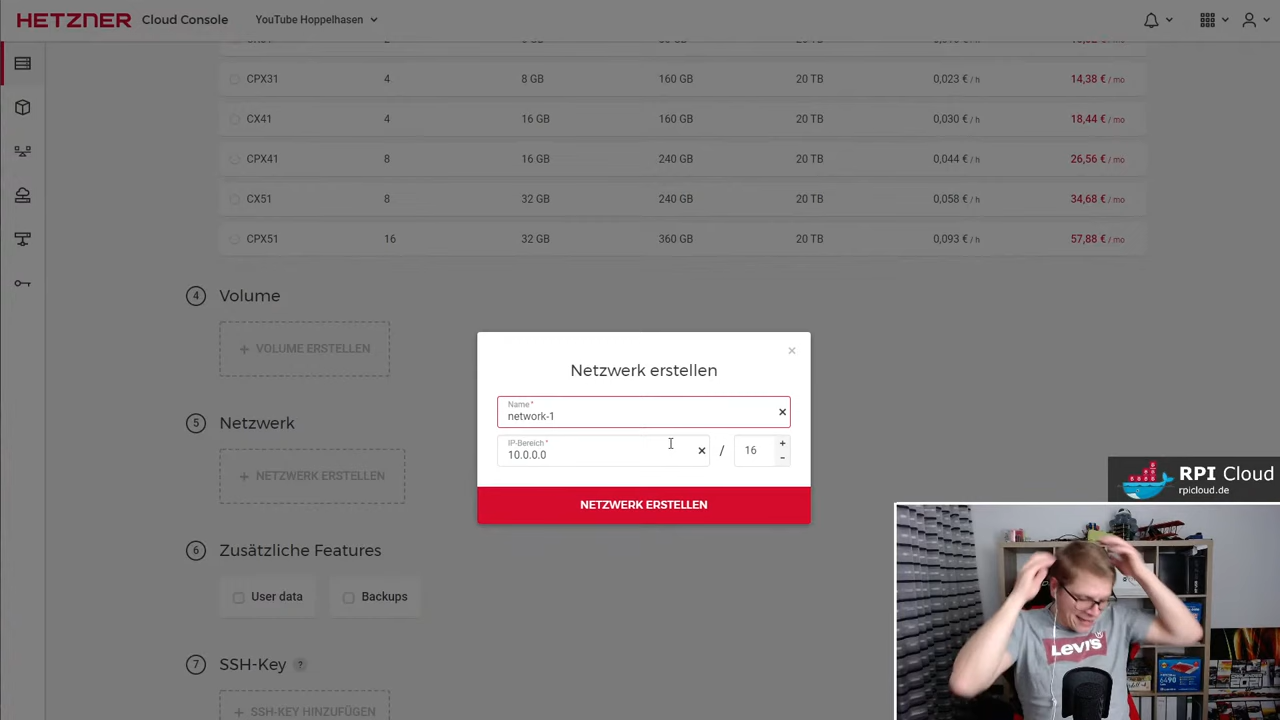 HETZNER Cloud Console YouTube Hoppelhasen
CPX31 4 8 GB 160 GB 20 TB 0,023 € / h 14,38 € / mo
CX41 4 16 GB 160 GB 20 TB 0,030 € / h 18,44 € / mo
CPX41 8 16 GB 240 GB 20 TB 0,044 € / h 26,56 € / mo
CX51 8 32 GB 240 GB 20 TB 0,058 € / h 34,68 € / mo
CPX51 16 32 GB 360 GB 20 TB 0,093 € / h 57,88 € / mo
4 Volume
+ VOLUME ERSTELLEN
5 Netzwerk
+ NETZWERK ERSTELLEN
6 Zusätzliche Features
User data Backups
7 SSH-Key ?
+ SSH-KEY HINZUFÜGEN
×
Netzwerk erstellen
Name *
network-1 ×
IP-Bereich *
10.0.0.0 × / 16 + -
NETZWERK ERSTELLEN
RPI Cloud
rpicloud.de
LEVI'S